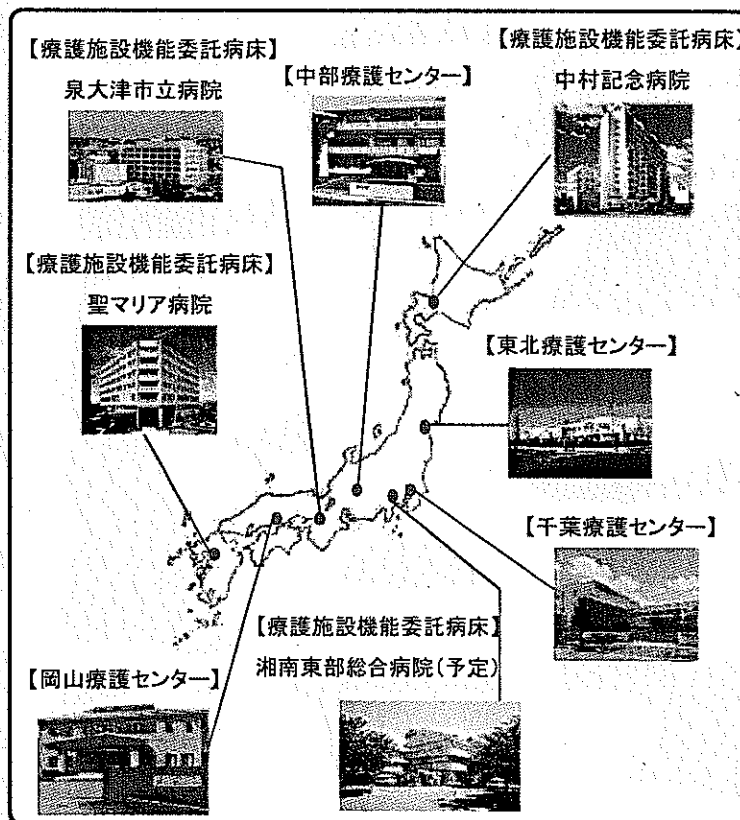 【療護施設機能委託病床】
泉大津市立病院
【中部療護センター】
【療護施設機能委託病床】
中村記念病院
【療護施設機能委託病床】
聖マリア病院
【東北療護センター】
【千葉療護センター】
【療護施設機能委託病床】
湘南東部総合病院(予定)
【岡山療護センター】